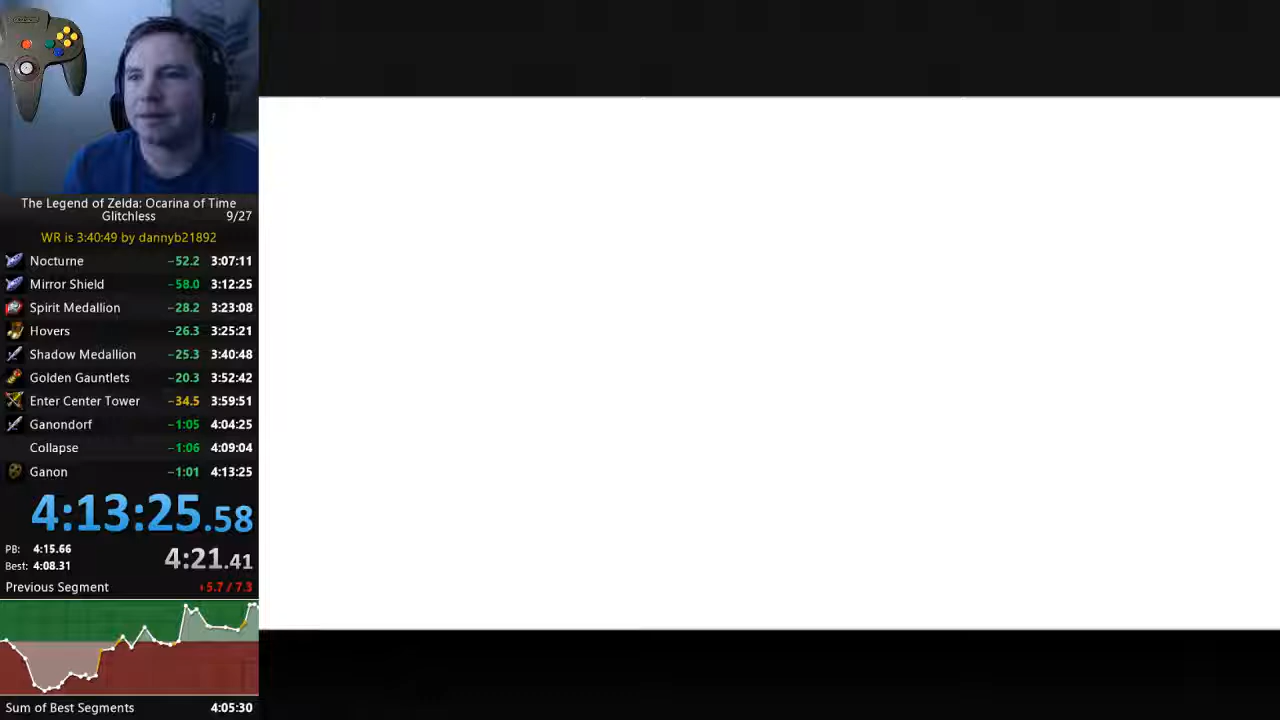 The Legend of Zelda: Ocarina of Time
Glitchless 9/27
WR is 3:40:49 by dannyb21892
Nocturne -52.2 3:07:11
Mirror Shield -58.0 3:12:25
Spirit Medallion -28.2 3:23:08
Hovers -26.3 3:25:21
Shadow Medallion -25.3 3:40:48
Golden Gauntlets -20.3 3:52:42
Enter Center Tower -34.5 3:59:51
Ganondorf -1:05 4:04:25
Collapse -1:06 4:09:04
Ganon -1:01 4:13:25
4:13:25.58
PB: 4:15.66
Best: 4:08.31
4:21.41
Previous Segment +5.7 / 7.3
Sum of Best Segments 4:05:30